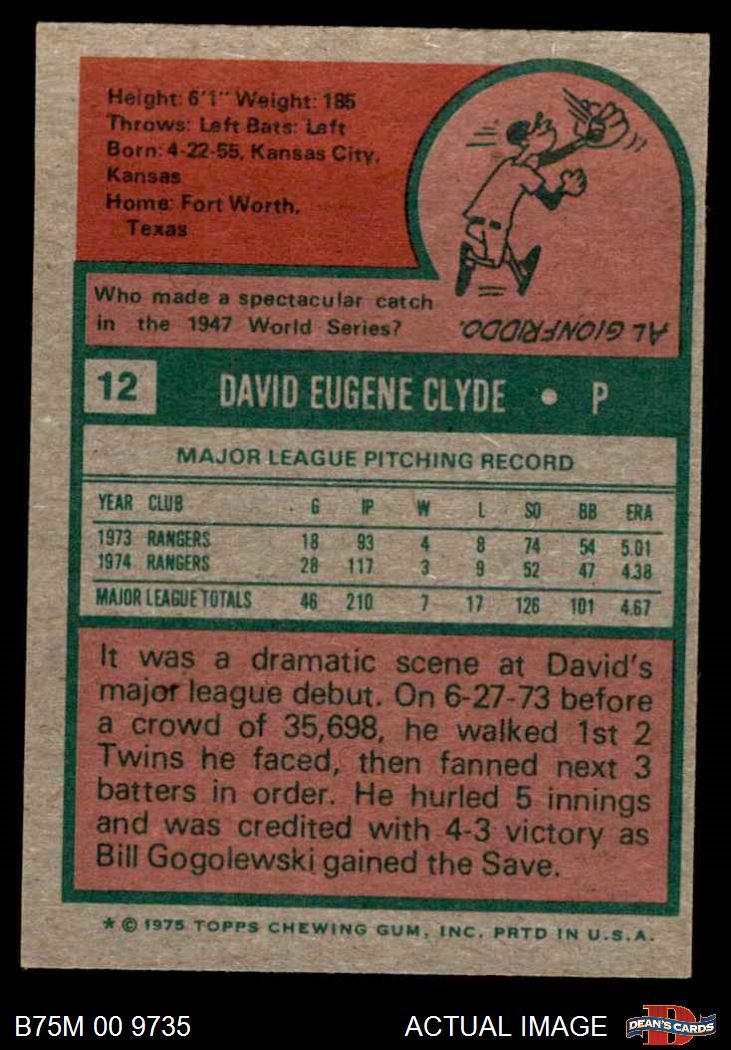 Height: 6'1" Weight: 185
Throws: Left Bats: Left
Born: 4-22-55, Kansas City,
Kansas
Home: Fort Worth,
Texas
Who made a spectacular catch
in the 1947 World Series?
AL GIONFRIDDO.
12 DAVID EUGENE CLYDE • P
MAJOR LEAGUE PITCHING RECORD
YEAR CLUB G IP W L SO BB ERA
1973 RANGERS 18 93 4 8 74 54 5.01
1974 RANGERS 28 117 3 9 52 47 4.38
MAJOR LEAGUE TOTALS 46 210 7 17 126 101 4.67
It was a dramatic scene at David's
major league debut. On 6-27-73 before
a crowd of 35,698, he walked 1st 2
Twins he faced, then fanned next 3
batters in order. He hurled 5 innings
and was credited with 4-3 victory as
Bill Gogolewski gained the Save.
* © 1975 TOPPS CHEWING GUM, INC. PRTD IN U.S.A.
B75M 00 9735 ACTUAL IMAGE DEAN'S CARDS